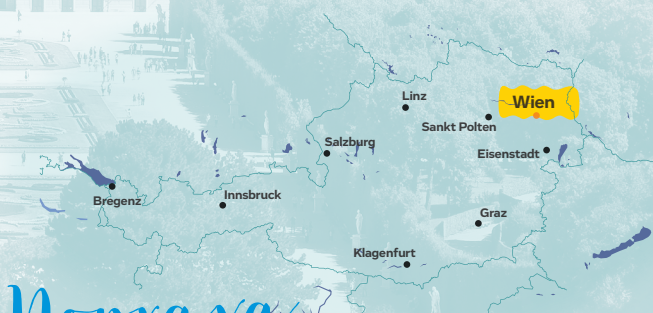 Linz
Wien
Sankt Polten
Salzburg
Eisenstadt
Innsbruck
Bregenz
Graz
Klagenfurt